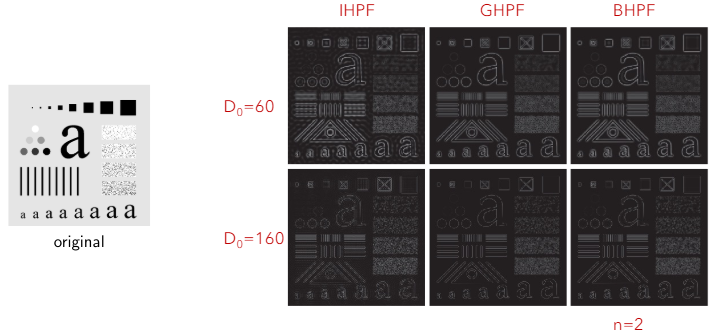 IHPF GHPF BHPF
D₀=60
a
a a a a a a a a a
original
D₀=160
n=2